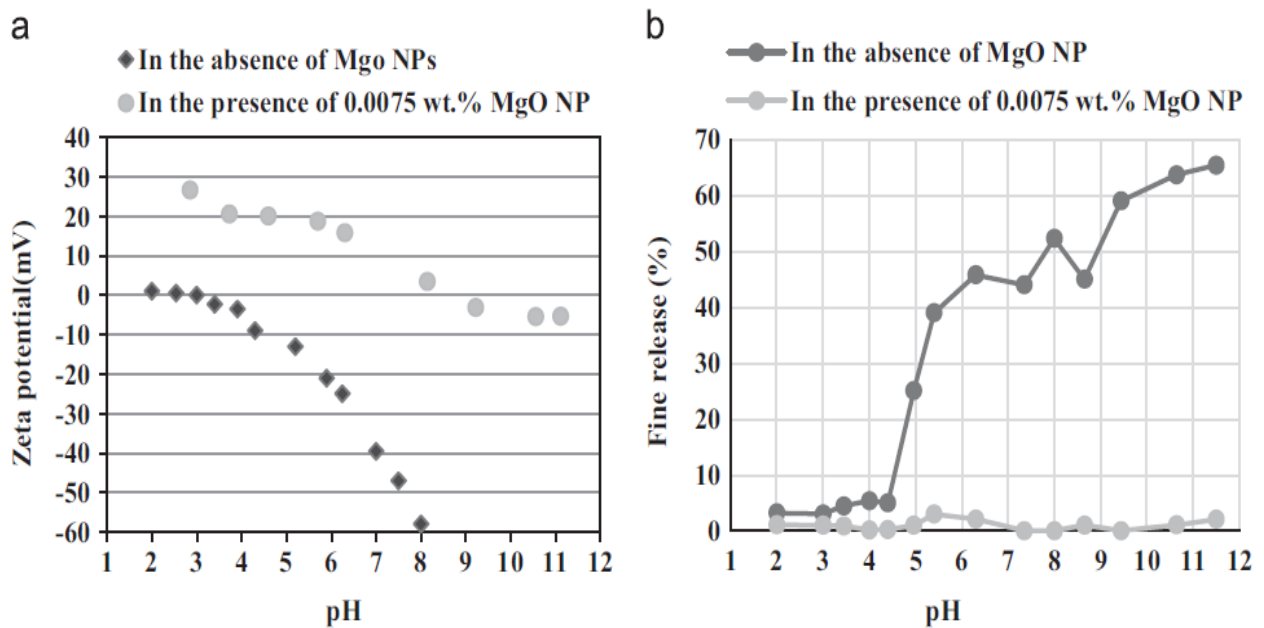 a
In the absence of Mgo NPs
In the presence of 0.0075 wt.% MgO NP
40
30
20
10
0
-10
-20
-30
-40
-50
-60
Zeta potential(mV)
1 2 3 4 5 6 7 8 9 10 11 12
pH
b
In the absence of MgO NP
In the presence of 0.0075 wt.% MgO NP
70
60
50
40
30
20
10
0
Fine release (%)
1 2 3 4 5 6 7 8 9 10 11 12
pH